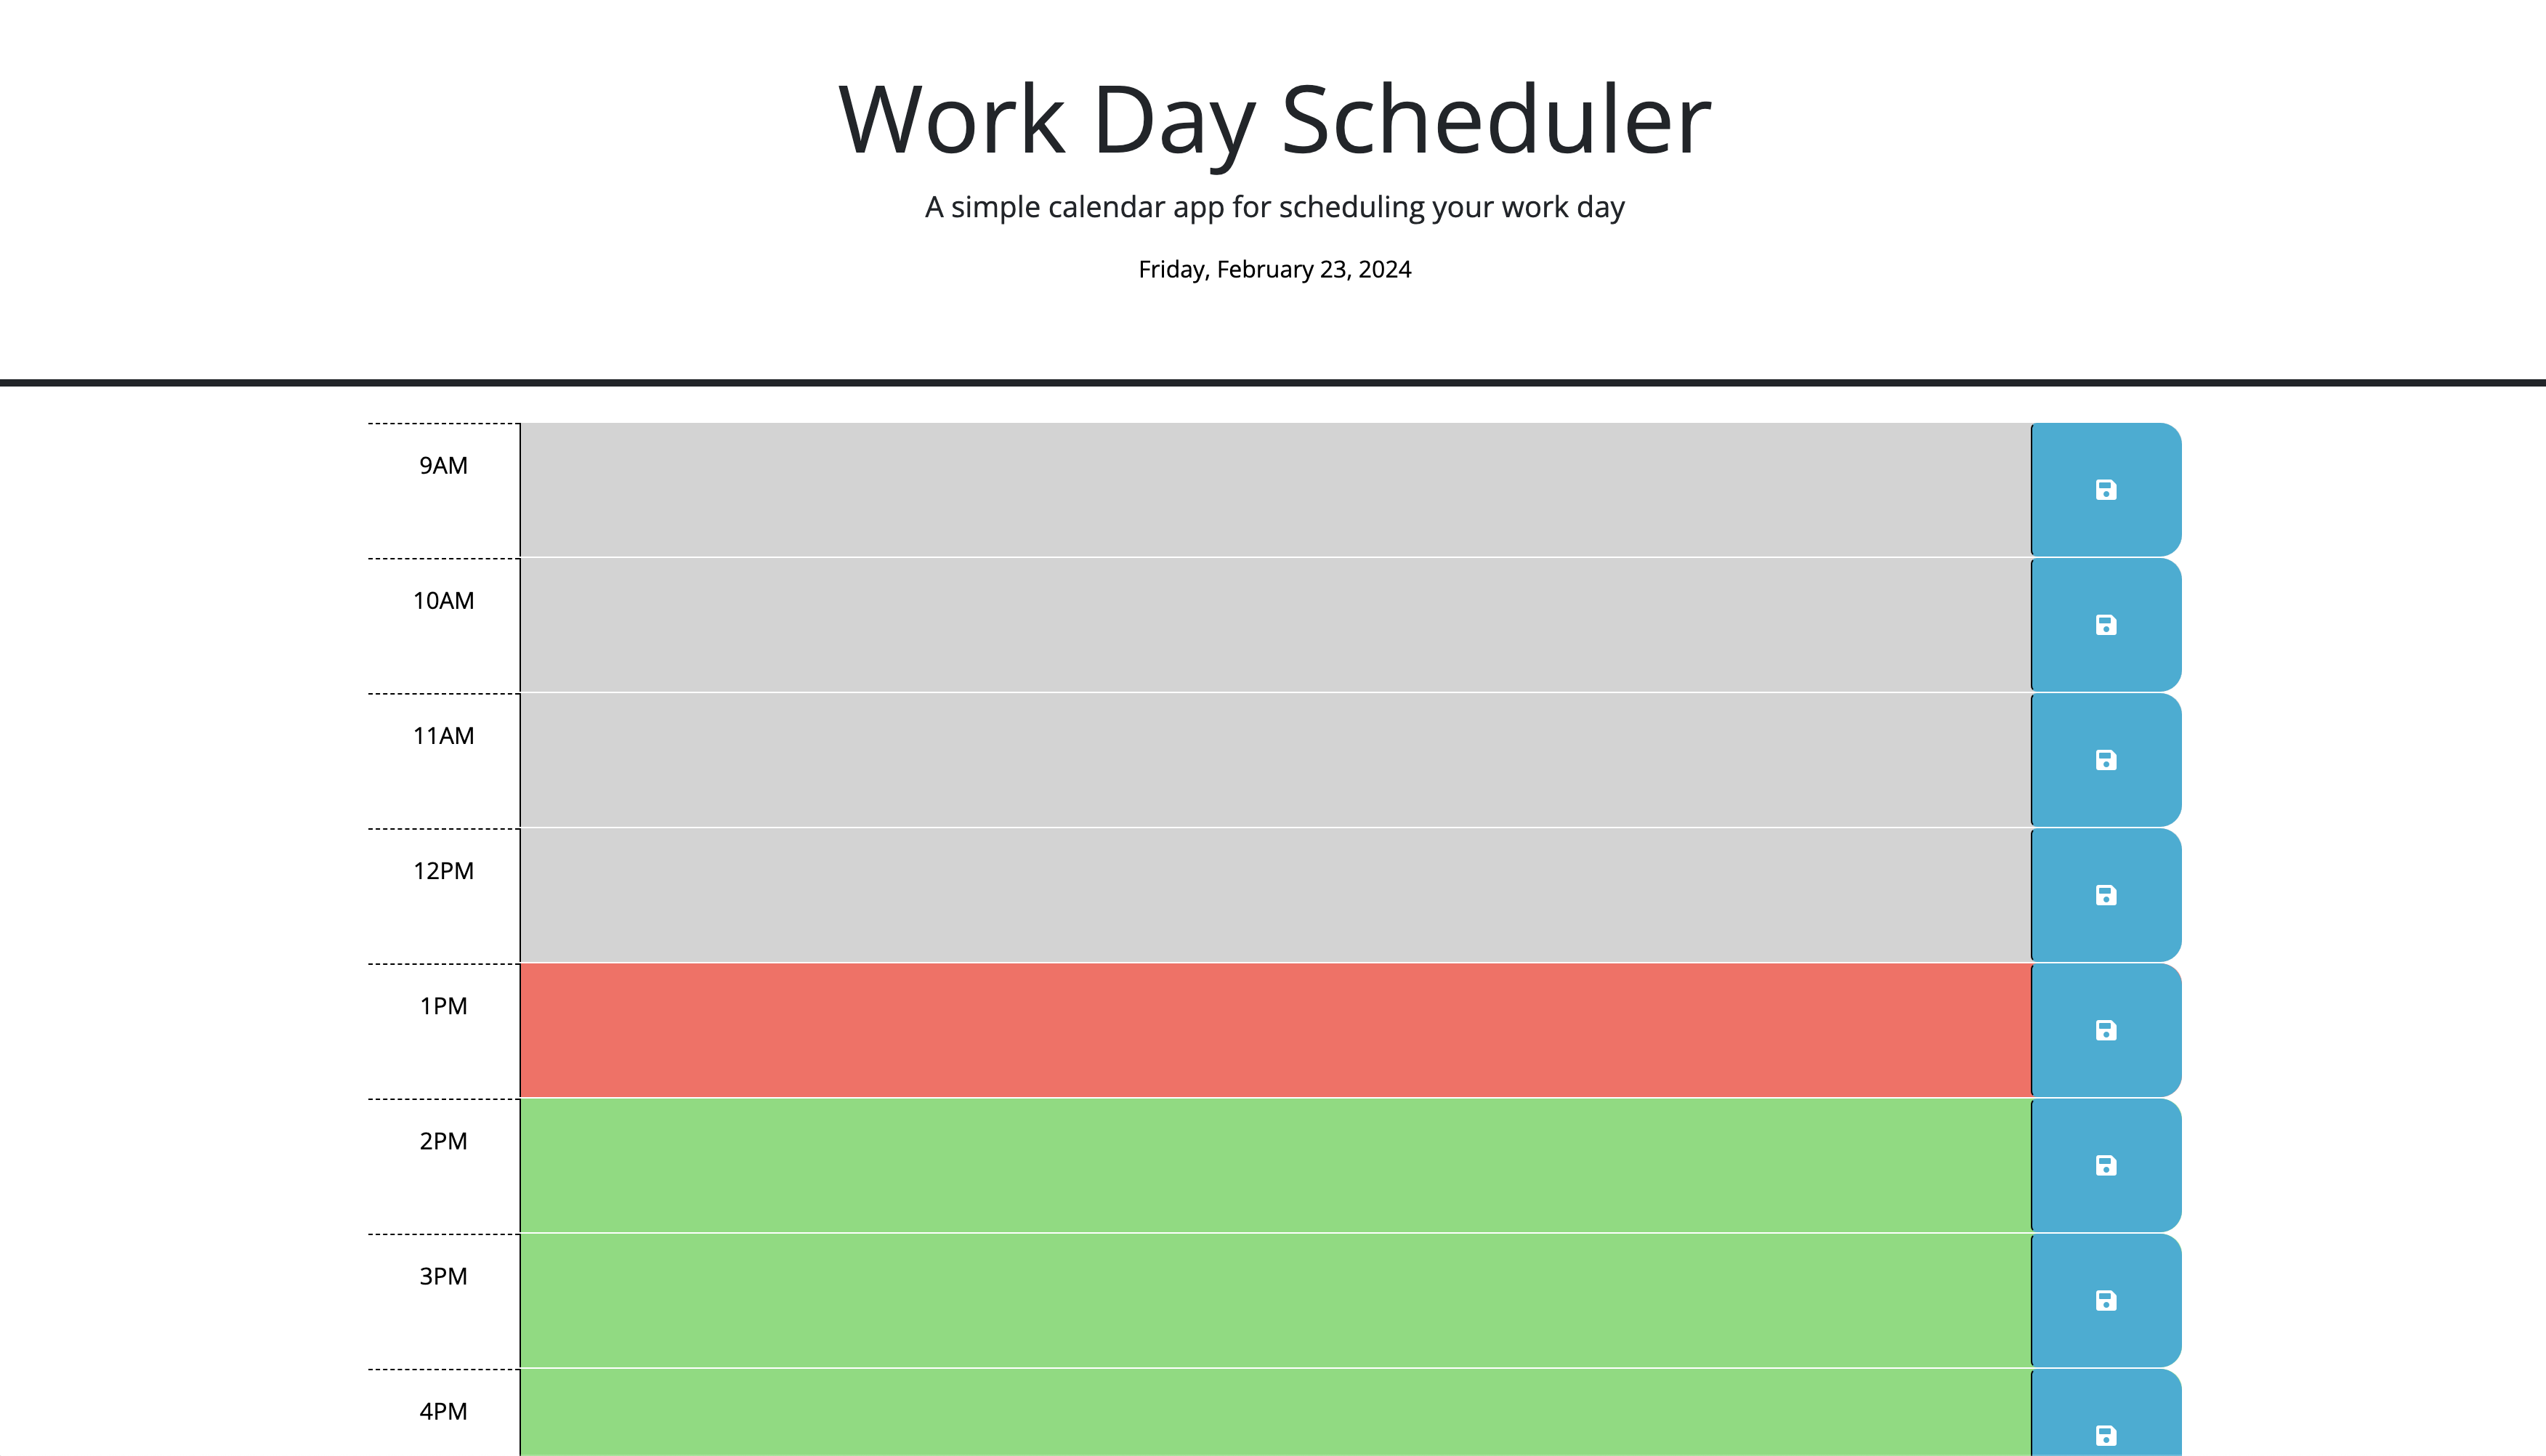 Work Day Scheduler
A simple calendar app for scheduling your work day
Friday, February 23, 2024
9AM
10AM
11AM
12PM
1PM
2PM
3PM
4PM